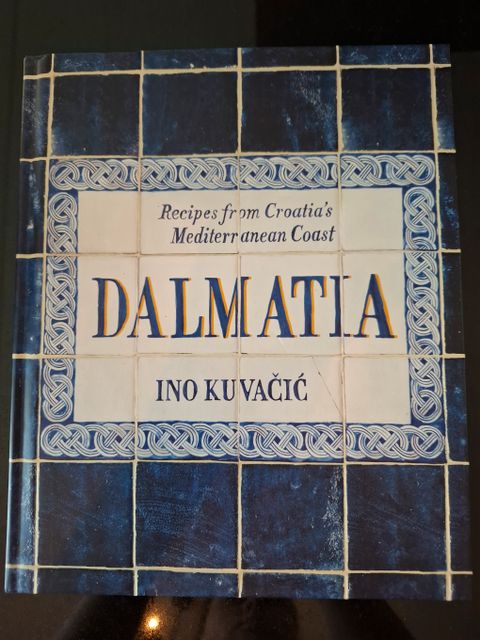 Recipes from Croatia's
Mediterranean Coast
DALMATIA
INO KUVAČIĆ